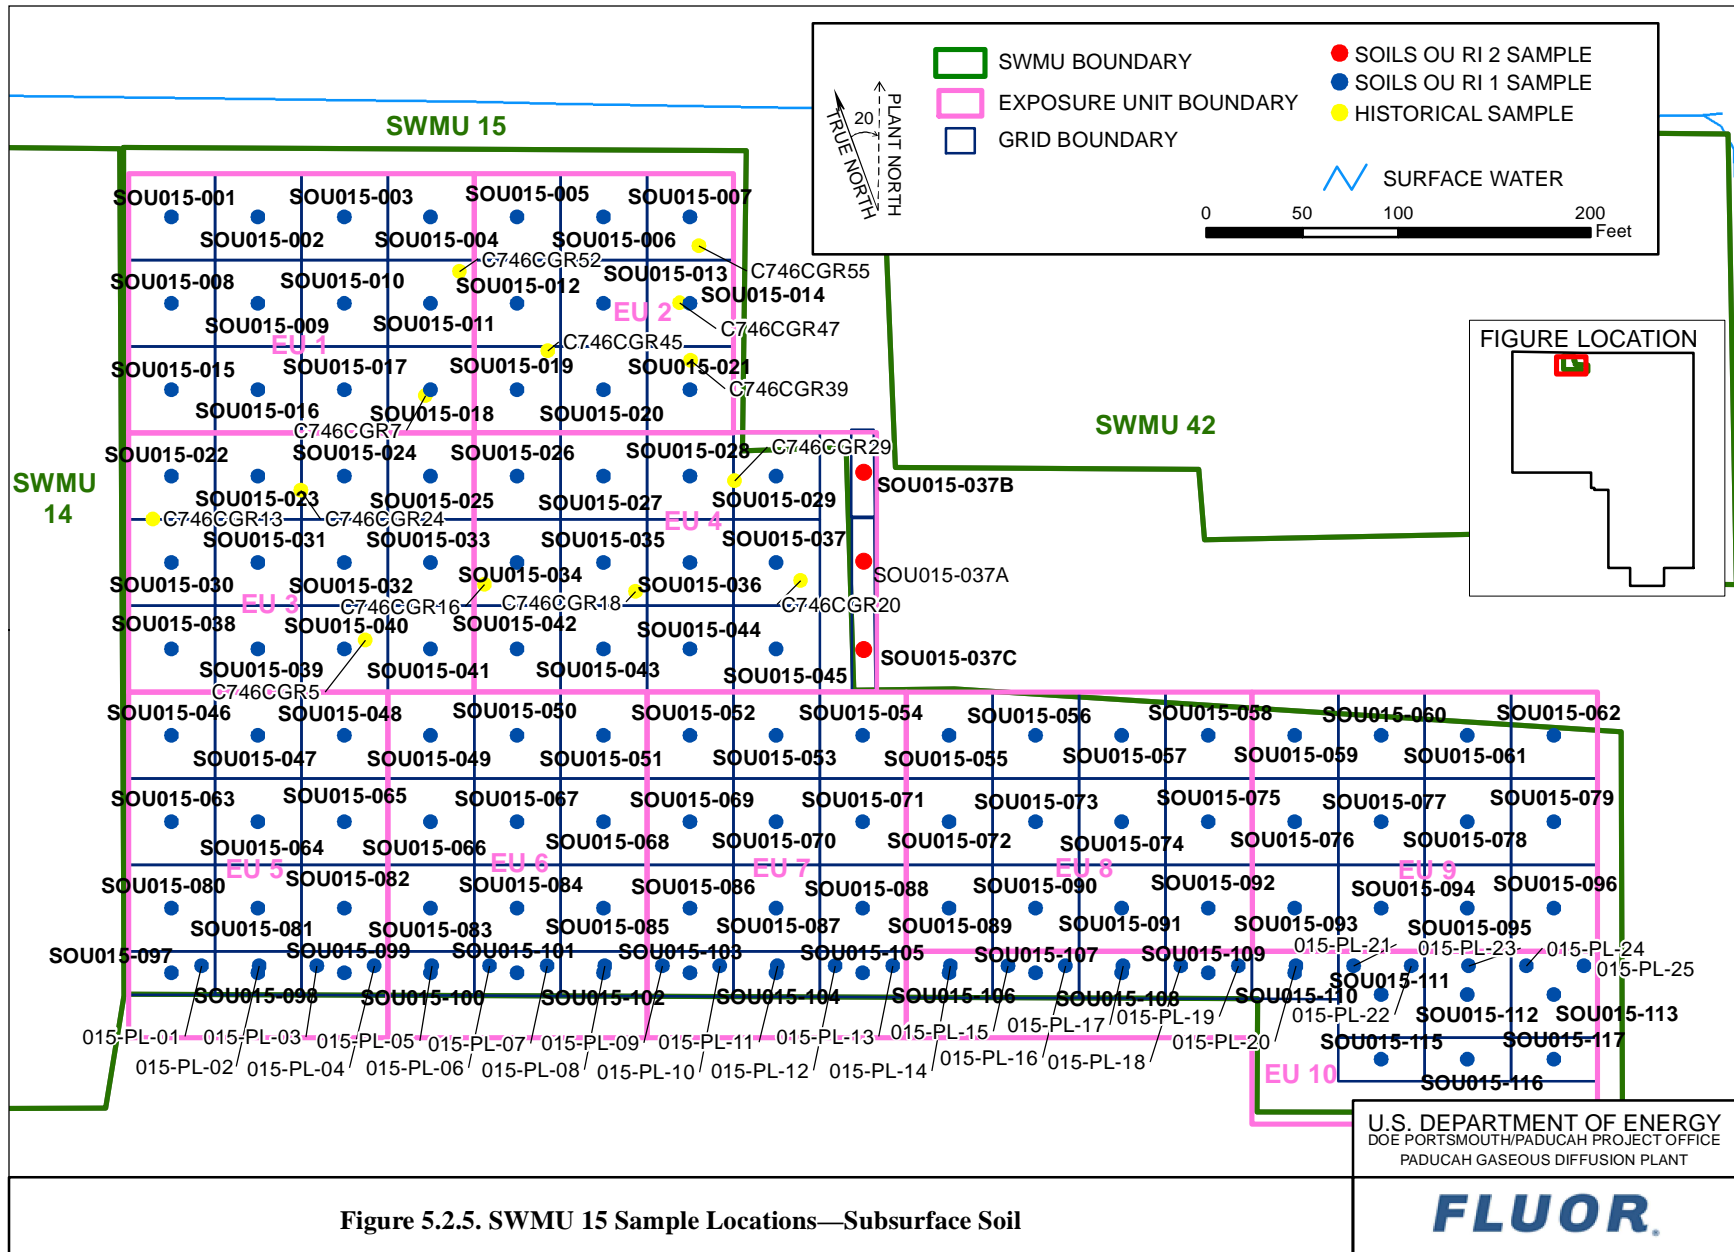 SWMU BOUNDARY
EXPOSURE UNIT BOUNDARY
GRID BOUNDARY
SOILS OU RI 2 SAMPLE
SOILS OU RI 1 SAMPLE
HISTORICAL SAMPLE
SURFACE WATER
20
TRUE NORTH
PLANT NORTH
0 50 100 200
Feet
SWMU 15
SOU015-001 SOU015-003 SOU015-005 SOU015-007
SOU015-002 SOU015-004 SOU015-006
C746CGR52 C746CGR55
SOU015-008 SOU015-010 SOU015-012 SOU015-013 SOU015-014
SOU015-009 SOU015-011 EU 2 C746CGR47
EU 1 C746CGR45
SOU015-015 SOU015-017 SOU015-019 SOU015-021
C746CGR39
SOU015-016 SOU015-018 SOU015-020
C746CGR7
FIGURE LOCATION
SWMU 42
SWMU
14
SOU015-022 SOU015-024 SOU015-026 SOU015-028 C746CGR29
SOU015-037B
SOU015-023 SOU015-025 SOU015-027 SOU015-029
C746CGR13 C746CGR24 EU 4
SOU015-031 SOU015-033 SOU015-035 SOU015-037
SOU015-037A
SOU015-030 SOU015-032 SOU015-034 SOU015-036
EU 3 C746CGR16 C746CGR18 C746CGR20
SOU015-038 SOU015-040 SOU015-042 SOU015-044
SOU015-037C
SOU015-039 SOU015-041 SOU015-043 SOU015-045
C746CGR5
SOU015-046 SOU015-048 SOU015-050 SOU015-052 SOU015-054 SOU015-056 SOU015-058 SOU015-060 SOU015-062
SOU015-047 SOU015-049 SOU015-051 SOU015-053 SOU015-055 SOU015-057 SOU015-059 SOU015-061
SOU015-063 SOU015-065 SOU015-067 SOU015-069 SOU015-071 SOU015-073 SOU015-075 SOU015-077 SOU015-079
SOU015-064 SOU015-066 SOU015-068 SOU015-070 SOU015-072 SOU015-074 SOU015-076 SOU015-078
EU 5 EU 6 EU 7 EU 8 EU 9
SOU015-080 SOU015-082 SOU015-084 SOU015-086 SOU015-088 SOU015-090 SOU015-092 SOU015-094 SOU015-096
SOU015-081 SOU015-083 SOU015-085 SOU015-087 SOU015-089 SOU015-091 SOU015-093 SOU015-095
015-PL-21 015-PL-23 015-PL-24
SOU015-097 SOU015-099 SOU015-101 SOU015-103 SOU015-105 SOU015-107 SOU015-109 015-PL-25
SOU015-111
SOU015-098 SOU015-100 SOU015-102 SOU015-104 SOU015-106 SOU015-108 SOU015-110
015-PL-22 SOU015-112 SOU015-113
015-PL-01 015-PL-03 015-PL-05 015-PL-07 015-PL-09 015-PL-11 015-PL-13 015-PL-15 015-PL-17 015-PL-19
015-PL-20 SOU015-115 SOU015-117
015-PL-02 015-PL-04 015-PL-06 015-PL-08 015-PL-10 015-PL-12 015-PL-14 015-PL-16 015-PL-18
EU 10 SOU015-116
U.S. DEPARTMENT OF ENERGY
DOE PORTSMOUTH/PADUCAH PROJECT OFFICE
PADUCAH GASEOUS DIFFUSION PLANT
Figure 5.2.5. SWMU 15 Sample Locations—Subsurface Soil
FLUOR®